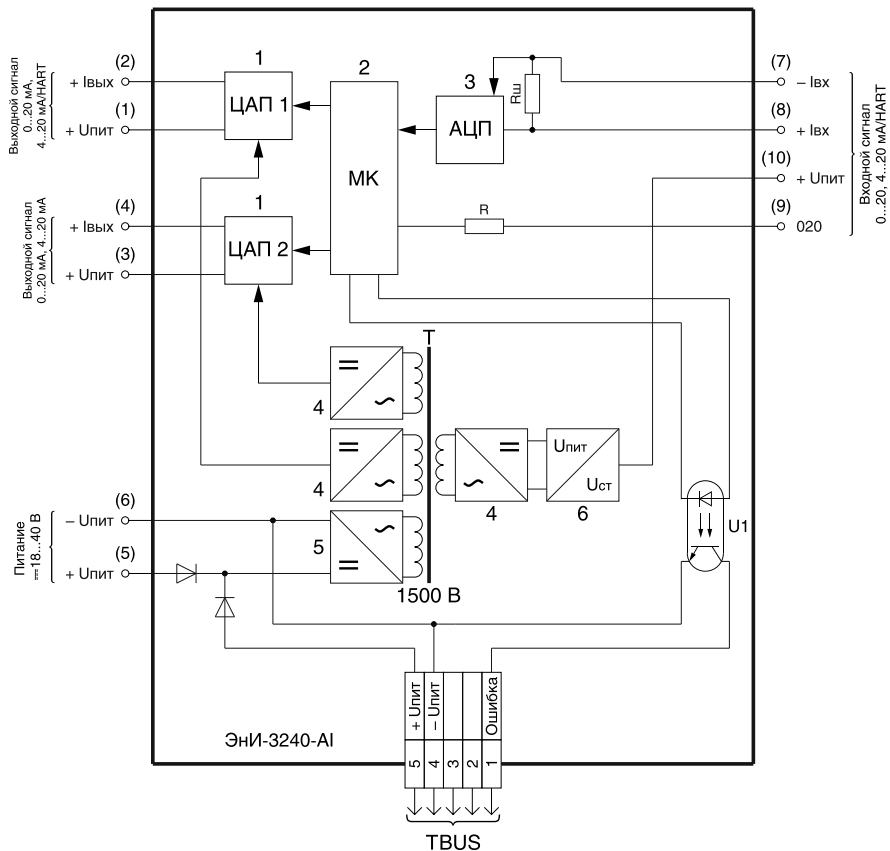 Выходной сигнал
0...20 мА,
4...20 мА/HART
(2)
+ Iвых
(1)
+ Uпит
1
ЦАП 1
2
МК
3
АЦП
Rш
(7)
– Iвх
(8)
+ Iвх
(10)
+ Uпит
(9)
020
Входной сигнал
0...20, 4...20 мА/HART
R
Выходной сигнал
0...20 мА, 4...20 мА
(4)
+ Iвых
(3)
+ Uпит
1
ЦАП 2
T
4
4
Uпит
Uст
4
6
5
1500 В
U1
Питание
18...40 В
(6)
– Uпит
(5)
+ Uпит
ЭнИ-3240-AI
+ Uпит
– Uпит
Ошибка
5
4
3
2
1
TBUS